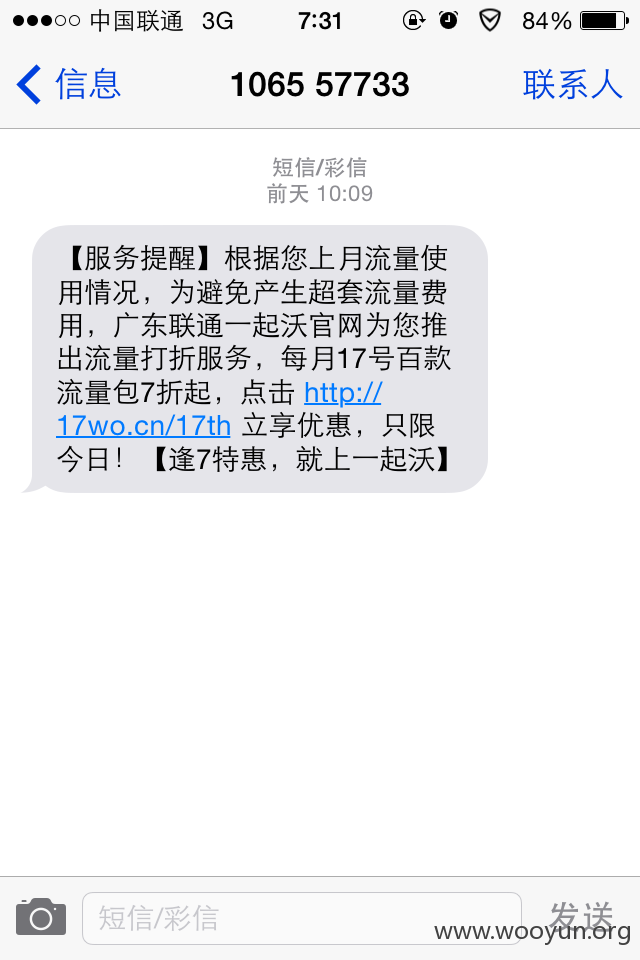 中国联通 3G 7:31 84%
信息 1065 57733 联系人
短信/彩信
前天 10:09
【服务提醒】根据您上月流量使
用情况，为避免产生超套流量费
用，广东联通一起沃官网为您推
出流量打折服务，每月17号百款
流量包7折起，点击 http://
17wo.cn/17th 立享优惠，只限
今日！【逢7特惠，就上一起沃】
短信/彩信 发送
www.wooyun.org